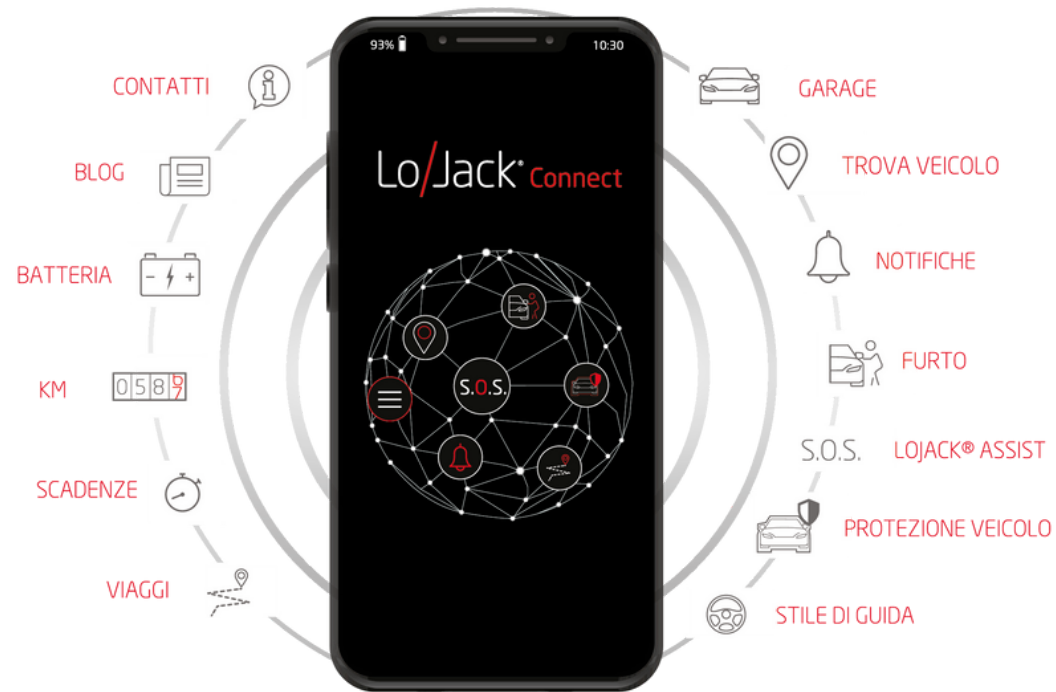 93% 10:30
Lo/Jack® Connect
S.O.S.
CONTATTI
BLOG
BATTERIA
KM
SCADENZE
VIAGGI
GARAGE
TROVA VEICOLO
NOTIFICHE
FURTO
S.O.S. LOJACK® ASSIST
PROTEZIONE VEICOLO
STILE DI GUIDA